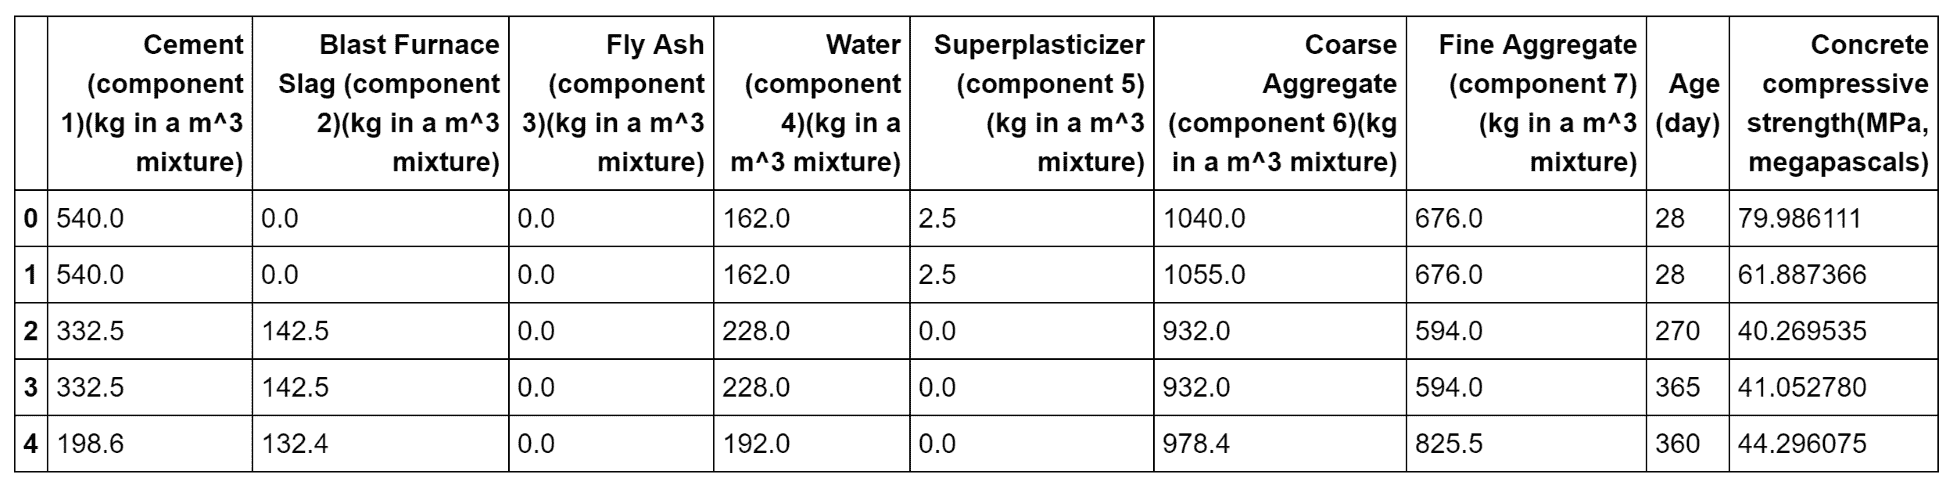 Cement (component 1)(kg in a m^3 mixture) Blast Furnace Slag (component 2)(kg in a m^3 mixture) Fly Ash (component 3)(kg in a m^3 mixture) Water (component 4)(kg in a m^3 mixture) Superplasticizer (component 5)(kg in a m^3 mixture) Coarse Aggregate (component 6)(kg in a m^3 mixture) Fine Aggregate (component 7)(kg in a m^3 mixture) Age (day) Concrete compressive strength(MPa, megapascals)
0 540.0 0.0 0.0 162.0 2.5 1040.0 676.0 28 79.986111
1 540.0 0.0 0.0 162.0 2.5 1055.0 676.0 28 61.887366
2 332.5 142.5 0.0 228.0 0.0 932.0 594.0 270 40.269535
3 332.5 142.5 0.0 228.0 0.0 932.0 594.0 365 41.052780
4 198.6 132.4 0.0 192.0 0.0 978.4 825.5 360 44.296075